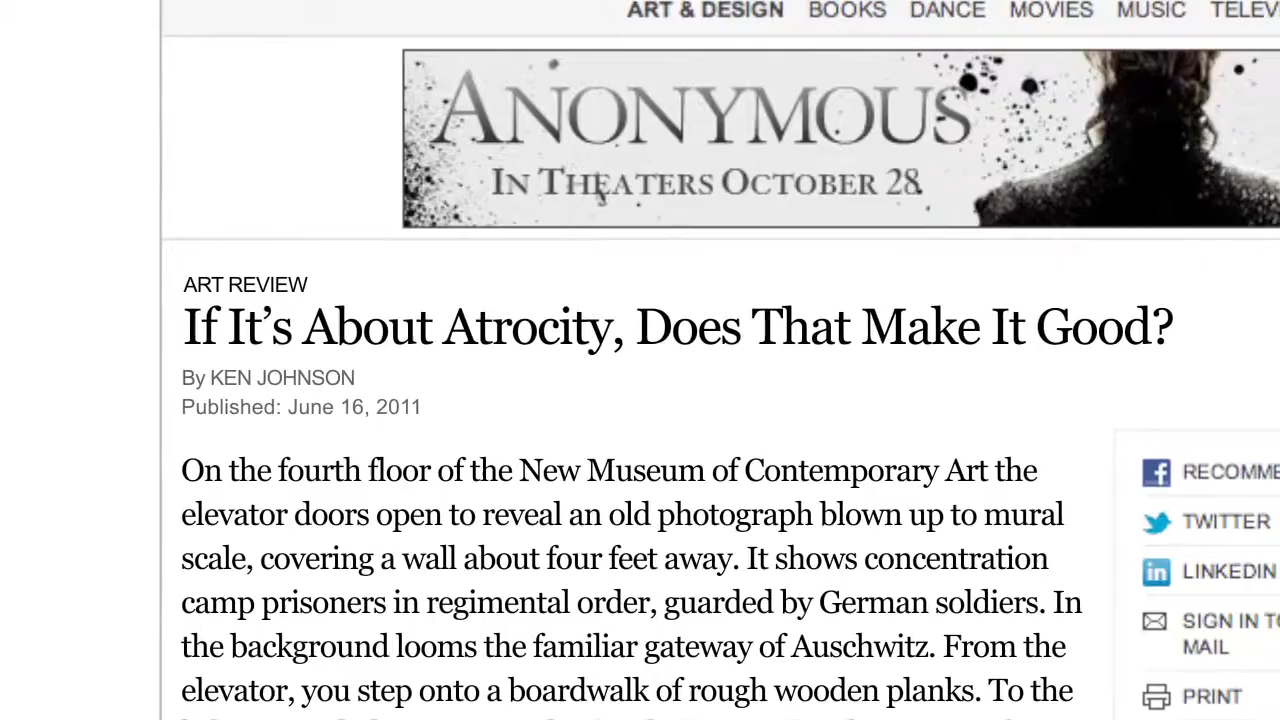 ART & DESIGN BOOKS DANCE MOVIES MUSIC
ANONYMOUS
IN THEATERS OCTOBER 28
ART REVIEW
If It’s About Atrocity, Does That Make It Good?
By KEN JOHNSON
Published: June 16, 2011
On the fourth floor of the New Museum of Contemporary Art the
elevator doors open to reveal an old photograph blown up to mural
scale, covering a wall about four feet away. It shows concentration
camp prisoners in regimental order, guarded by German soldiers. In
the background looms the familiar gateway of Auschwitz. From the
elevator, you step onto a boardwalk of rough wooden planks. To the
RECOMME
TWITTER
LINKEDIN
SIGN IN TO
MAIL
PRINT